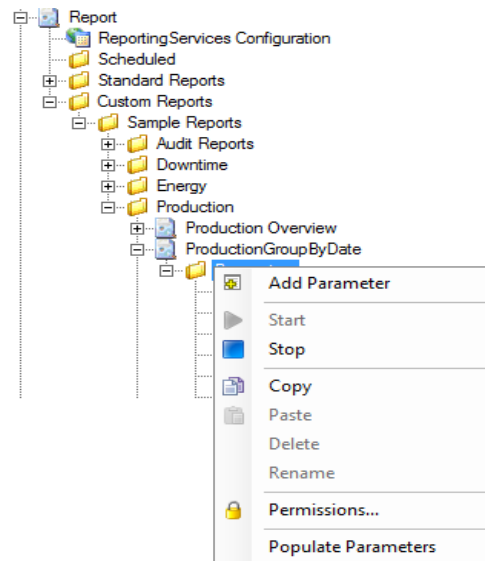 Report
ReportingServices Configuration
Scheduled
Standard Reports
Custom Reports
Sample Reports
Audit Reports
Downtime
Energy
Production
Production Overview
ProductionGroupByDate
Add Parameter
Start
Stop
Copy
Paste
Delete
Rename
Permissions...
Populate Parameters